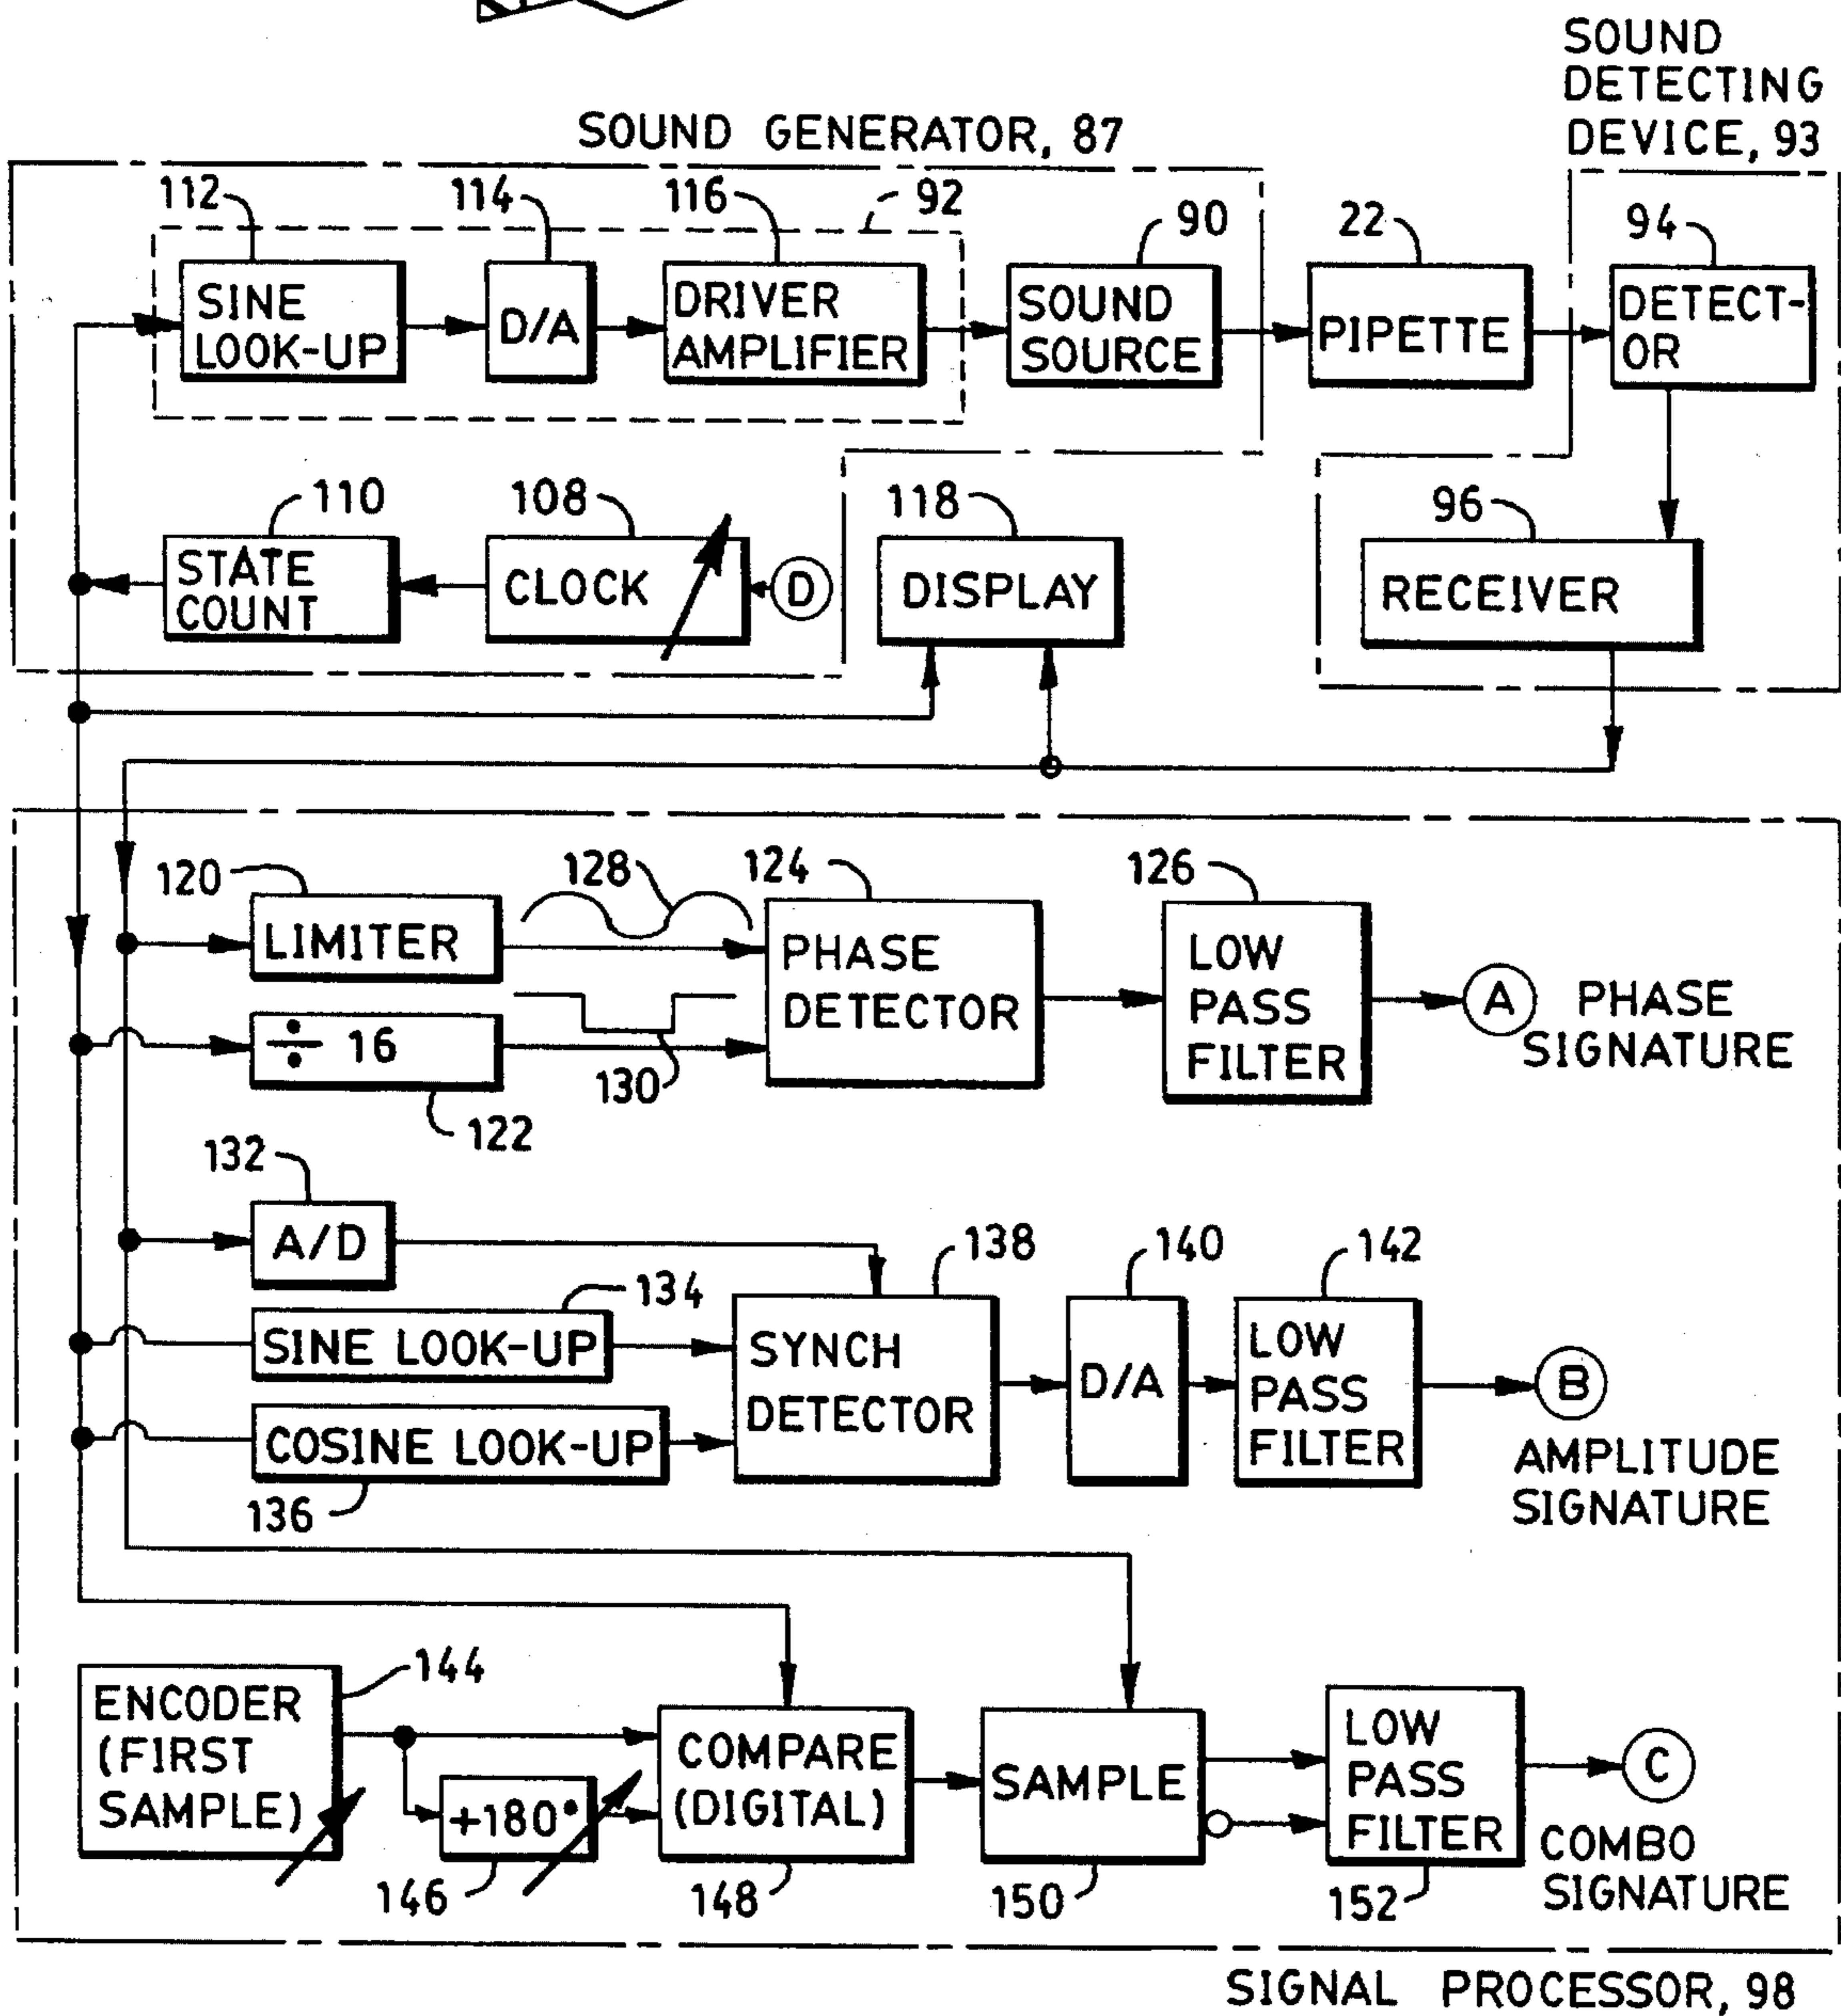 SOUND
DETECTING
DEVICE, 93
SOUND GENERATOR, 87
112
114
116
92
90
22
94
SINE
LOOK-UP
D/A
DRIVER
AMPLIFIER
SOUND
SOURCE
PIPETTE
DETECT-
OR
110
108
118
96
STATE
COUNT
CLOCK
D
DISPLAY
RECEIVER
120
128
124
126
LIMITER
PHASE
DETECTOR
LOW
PASS
FILTER
A
PHASE
SIGNATURE
÷ 16
130
122
132
A/D
138
140
142
134
SINE LOOK-UP
SYNCH
DETECTOR
D/A
LOW
PASS
FILTER
B
COSINE LOOK-UP
AMPLITUDE
SIGNATURE
136
144
ENCODER
(FIRST
SAMPLE)
+180°
COMPARE
(DIGITAL)
SAMPLE
LOW
PASS
FILTER
C
COMBO
SIGNATURE
146
148
150
152
SIGNAL PROCESSOR, 98